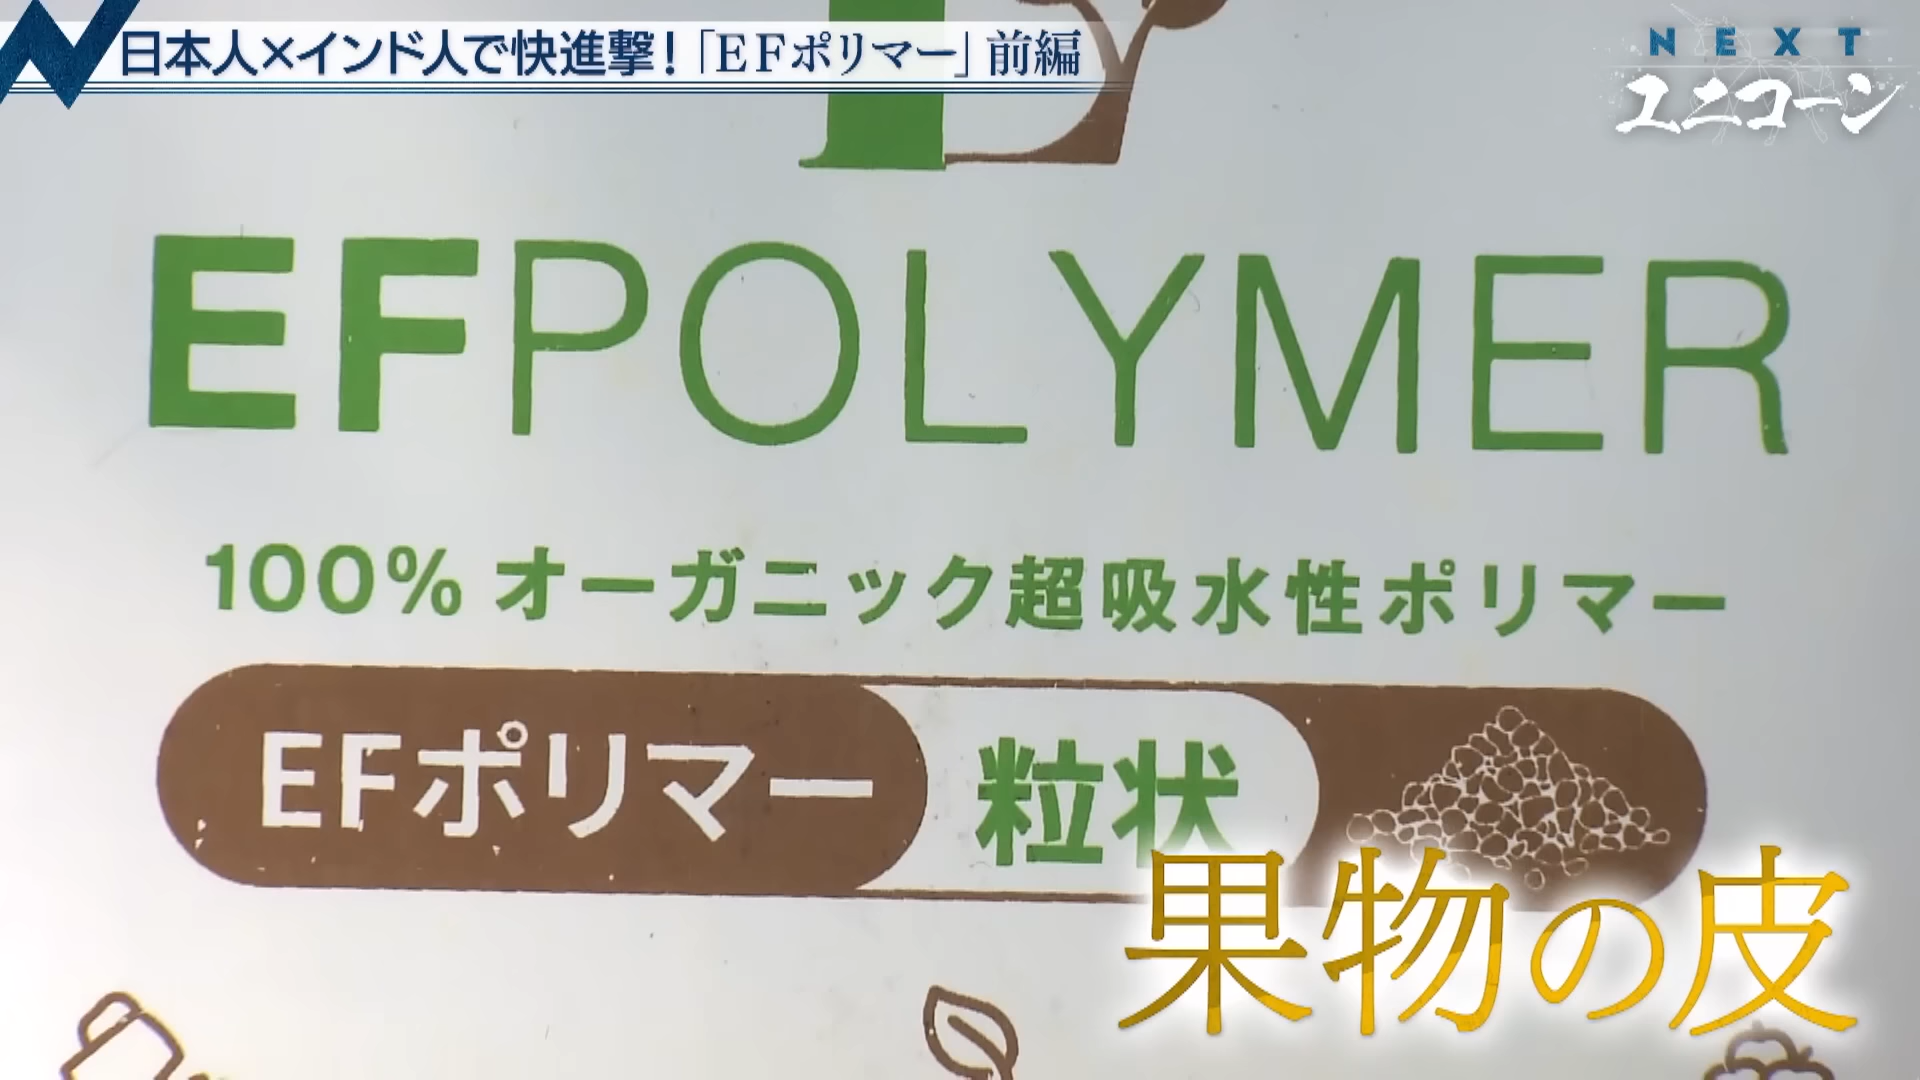 日本人×インド人で快進撃！「EFポリマー」前編
NEXT
ユニコーン
EFPOLYMER
100% オーガニック超吸水性ポリマー
EFポリマー 粒状
果物の皮